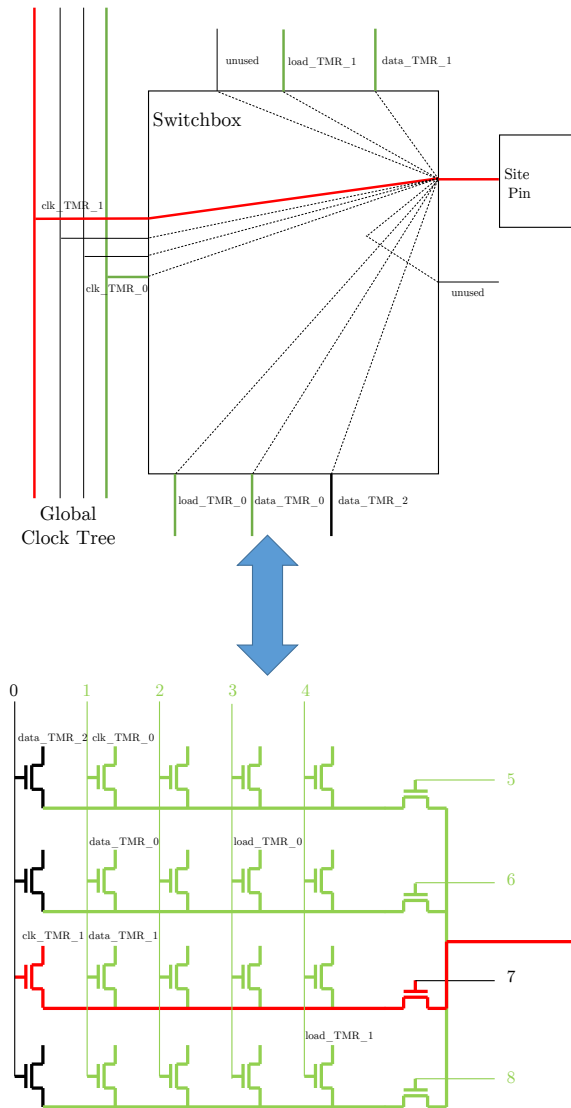 unused
load_TMR_1
data_TMR_1
Switchbox
Site
Pin
clk_TMR_1
clk_TMR_0
unused
load_TMR_0
data_TMR_0
data_TMR_2
Global
Clock Tree
0
1
2
3
4
data_TMR_2
clk_TMR_0
5
data_TMR_0
load_TMR_0
6
clk_TMR_1
data_TMR_1
7
load_TMR_1
8